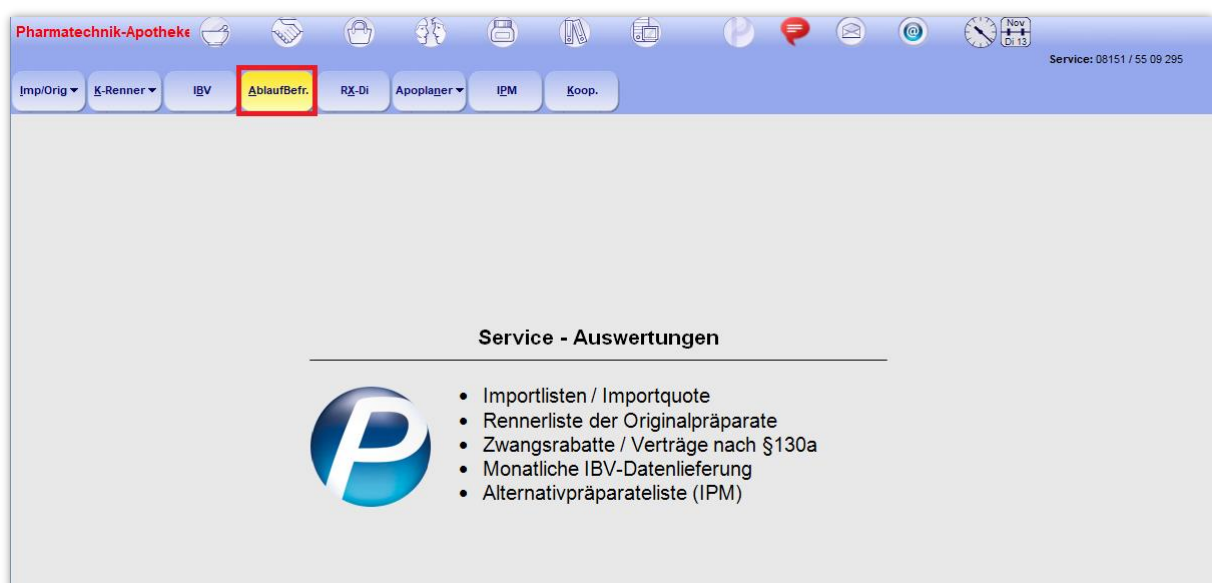 Pharmatechnik-Apotheke
Nov
Di 13
Service: 08151 / 55 09 295
Imp/Orig K-Renner IBV AblaufBefr. RX-Di Apoplaner IPM Koop.
Service - Auswertungen
P
• Importlisten / Importquote
• Rennerliste der Originalpräparate
• Zwangsrabatte / Verträge nach §130a
• Monatliche IBV-Datenlieferung
• Alternativpräparateliste (IPM)